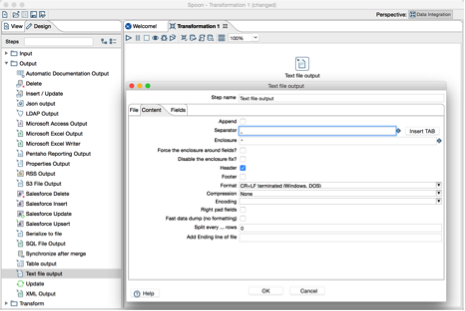 Spoon - Transformation 1 (changed)
Perspective: Data Integration
View Design
Welcome! Transformation 1
Steps
100%
Input
Output
Automatic Documentation Output
Delete
Insert / Update
Json output
LDAP Output
Microsoft Access Output
Microsoft Excel Output
Microsoft Excel Writer
Pentaho Reporting Output
Properties Output
RSS Output
S3 File Output
Salesforce Delete
Salesforce Insert
Salesforce Update
Salesforce Upsert
Serialize to file
SQL File Output
Synchronize after merge
Table output
Text file output
Update
XML Output
Transform
Text file output
Text file output
Step name Text file output
File Content Fields
Append
Separator
Insert TAB
Enclosure
Force the enclosure around fields?
Disable the enclosure fix?
Header
Footer
Format CR+LF terminated (Windows, DOS)
Compression None
Encoding
Right pad fields
Fast data dump (no formatting)
Split every ... rows 0
Add Ending line of file
Help
OK
Cancel